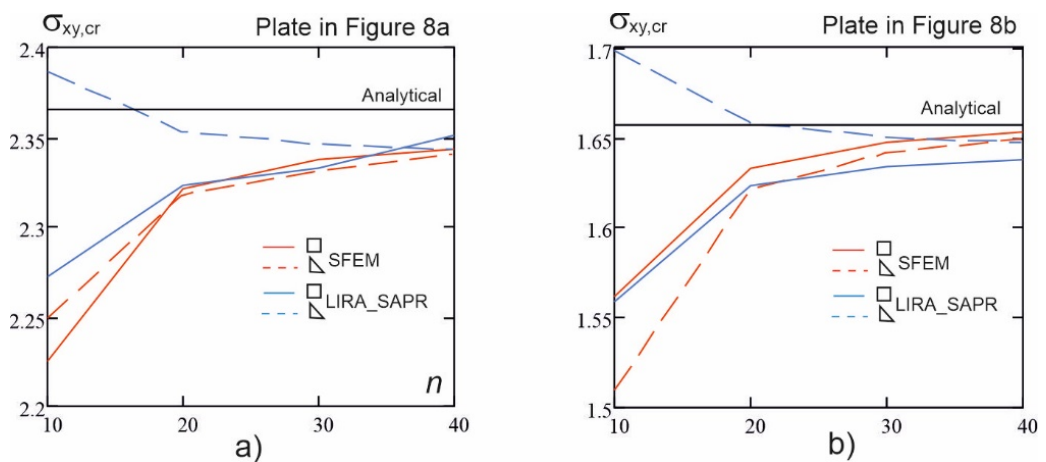 σxy,cr Plate in Figure 8a
2.4
Analytical
2.35
2.3
SFEM
LIRA_SAPR
2.25
n
2.2
10 20 30 40
a)
σxy,cr Plate in Figure 8b
1.7
Analytical
1.65
1.6
SFEM
LIRA_SAPR
1.55
1.5
10 20 30 40
b)